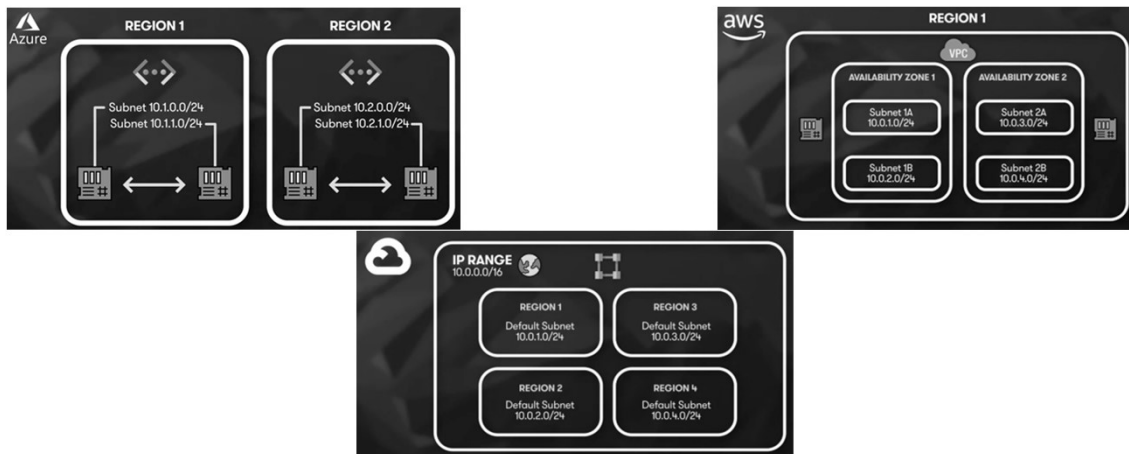 Azure
REGION 1
REGION 2
Subnet 10.1.0.0/24
Subnet 10.1.1.0/24
Subnet 10.2.0.0/24
Subnet 10.2.1.0/24
aws
REGION 1
VPC
AVAILABILITY ZONE 1
AVAILABILITY ZONE 2
Subnet 1A
10.0.1.0/24
Subnet 2A
10.0.3.0/24
Subnet 1B
10.0.2.0/24
Subnet 2B
10.0.4.0/24
IP RANGE
10.0.0.0/16
REGION 1
Default Subnet
10.0.1.0/24
REGION 3
Default Subnet
10.0.3.0/24
REGION 2
Default Subnet
10.0.2.0/24
REGION 4
Default Subnet
10.0.4.0/24